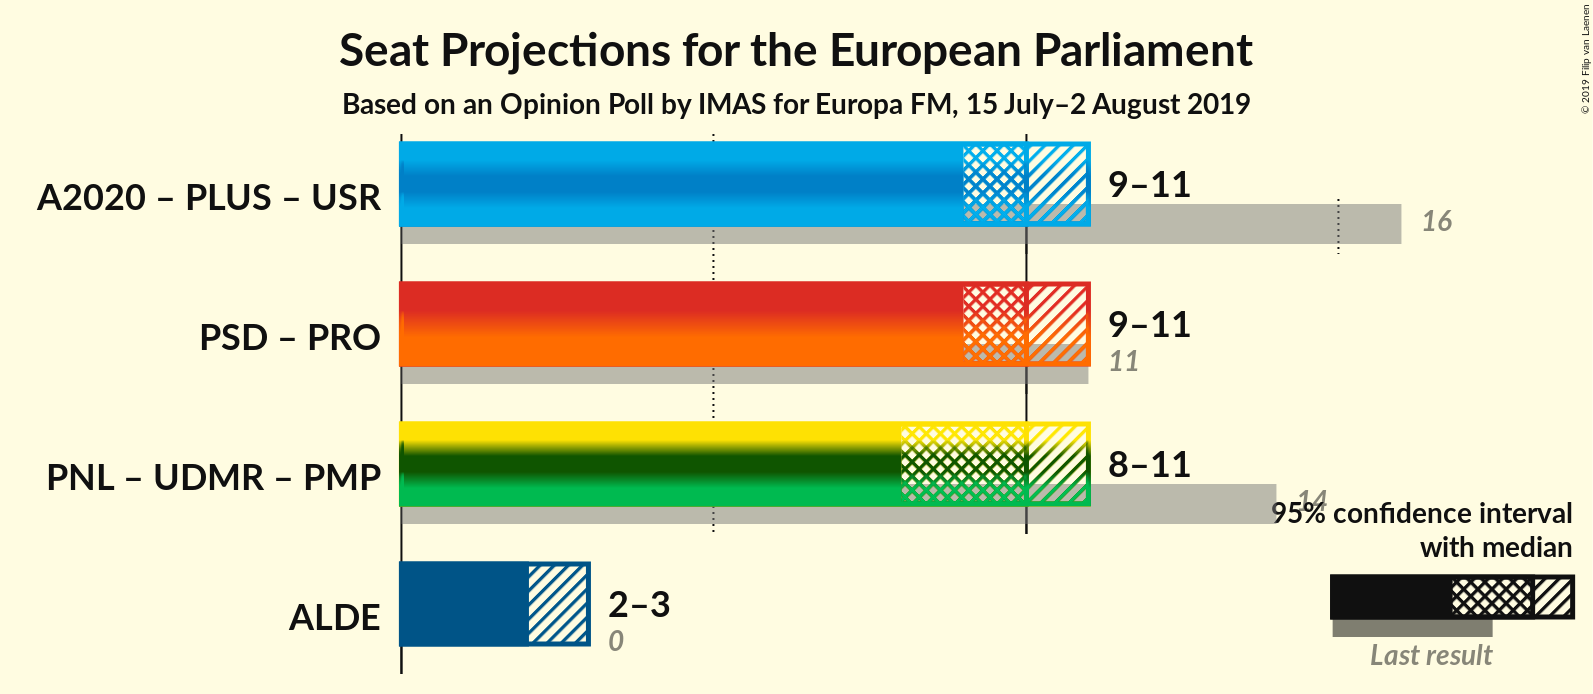 Seat Projections for the European Parliament
Based on an Opinion Poll by IMAS for Europa FM, 15 July–2 August 2019
© 2019 Filip van Laenen
A2020 – PLUS – USR
9–11
16
PSD – PRO
9–11
11
PNL – UDMR – PMP
8–11
14
95% confidence interval
with median
ALDE
2–3
0
Last result